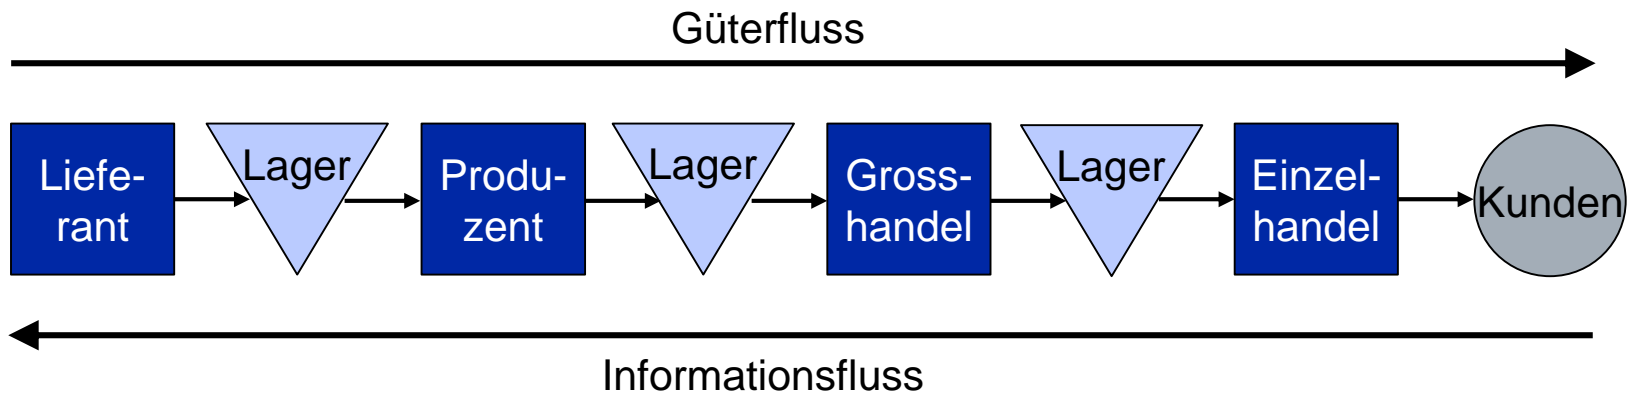 Güterfluss
Liefe-
rant
Lager
Produ-
zent
Lager
Gross-
handel
Lager
Einzel-
handel
Kunden
Informationsfluss